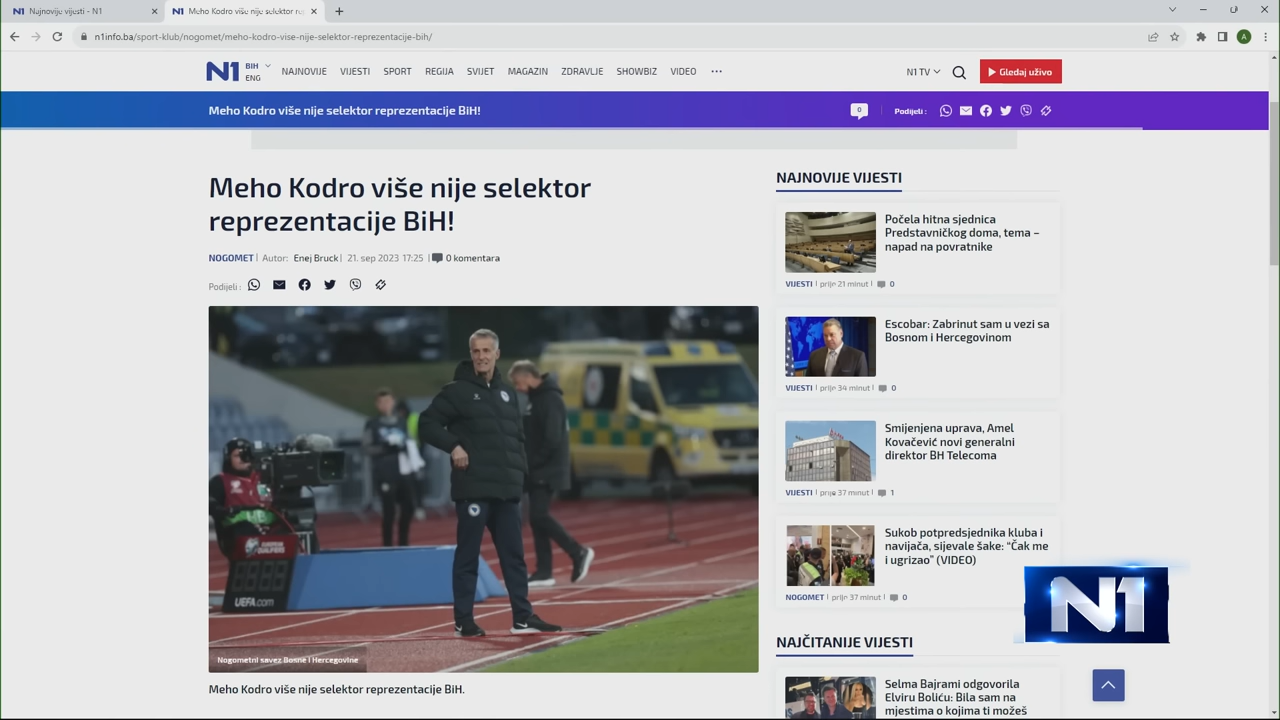 Najnovije vijesti - N1
Meho Kodro više nije selektor re
n1info.ba/sport-klub/nogomet/meho-kodro-vise-nije-selektor-reprezentacije-bih/
A
N1
BIH
ENG
NAJNOVIJE VIJESTI SPORT REGIJA SVIJET MAGAZIN ZDRAVLJE SHOWBIZ VIDEO
N1 TV
Gledaj uživo
Meho Kodro više nije selektor reprezentacije BiH!
0
Podijeli :
Meho Kodro više nije selektor
reprezentacije BiH!
NOGOMET | Autor: Enej Bruck | 21. sep 2023 17:25 | 0 komentara
Podijeli :
UEFA.com
Nogometni savez Bosne i Hercegovine
Meho Kodro više nije selektor reprezentacije BiH.
NAJNOVIJE VIJESTI
Počela hitna sjednica
Predstavničkog doma, tema –
napad na povratnike
VIJESTI | prije 21 minut | 0
Escobar: Zabrinut sam u vezi sa
Bosnom i Hercegovinom
VIJESTI | prije 34 minut | 0
Smijenjena uprava, Amel
Kovačević novi generalni
direktor BH Telecoma
VIJESTI | prije 37 minut | 1
Sukob potpredsjednika kluba i
navijača, sijevale šake: “Čak me
i ugrizao” (VIDEO)
NOGOMET | prije 37 minut | 0
N1
NAJČITANIJE VIJESTI
Selma Bajrami odgovorila
Elviru Boliću: Bila sam na
mjestima o kojima ti možeš